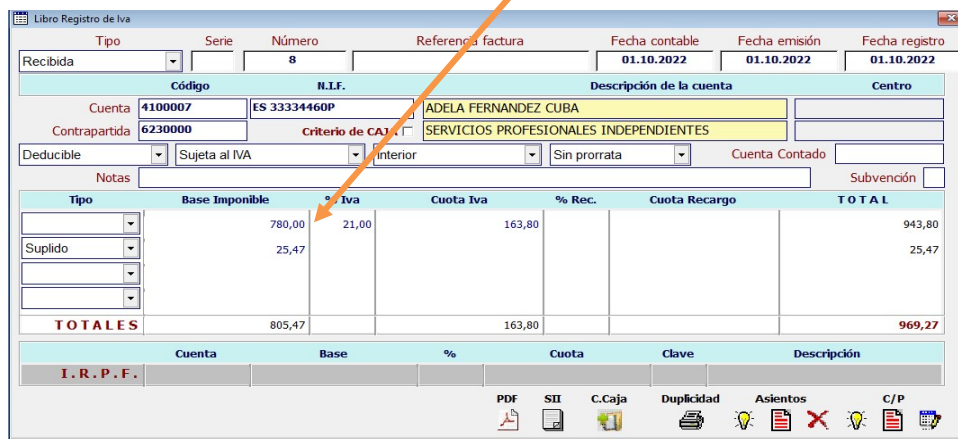 Libro Registro de Iva
Tipo Serie Número Referencia factura Fecha contable Fecha emisión Fecha registro
Recibida 8 01.10.2022 01.10.2022 01.10.2022
Código N.I.F. Descripción de la cuenta Centro
Cuenta 4100007 ES 33334460P ADELA FERNANDEZ CUBA
Contrapartida 6230000 Criterio de CAJA SERVICIOS PROFESIONALES INDEPENDIENTES
Deducible Sujeta al IVA Interior Sin prorrata Cuenta Contado
Notas Subvención
Tipo Base Imponible % Iva Cuota Iva % Rec. Cuota Recargo TOTAL
780,00 21,00 163,80 943,80
Suplido 25,47 25,47
TOTALES 805,47 163,80 969,27
Cuenta Base % Cuota Clave Descripción
I.R.P.F.
PDF SII C.Caja Duplicidad Asientos C/P